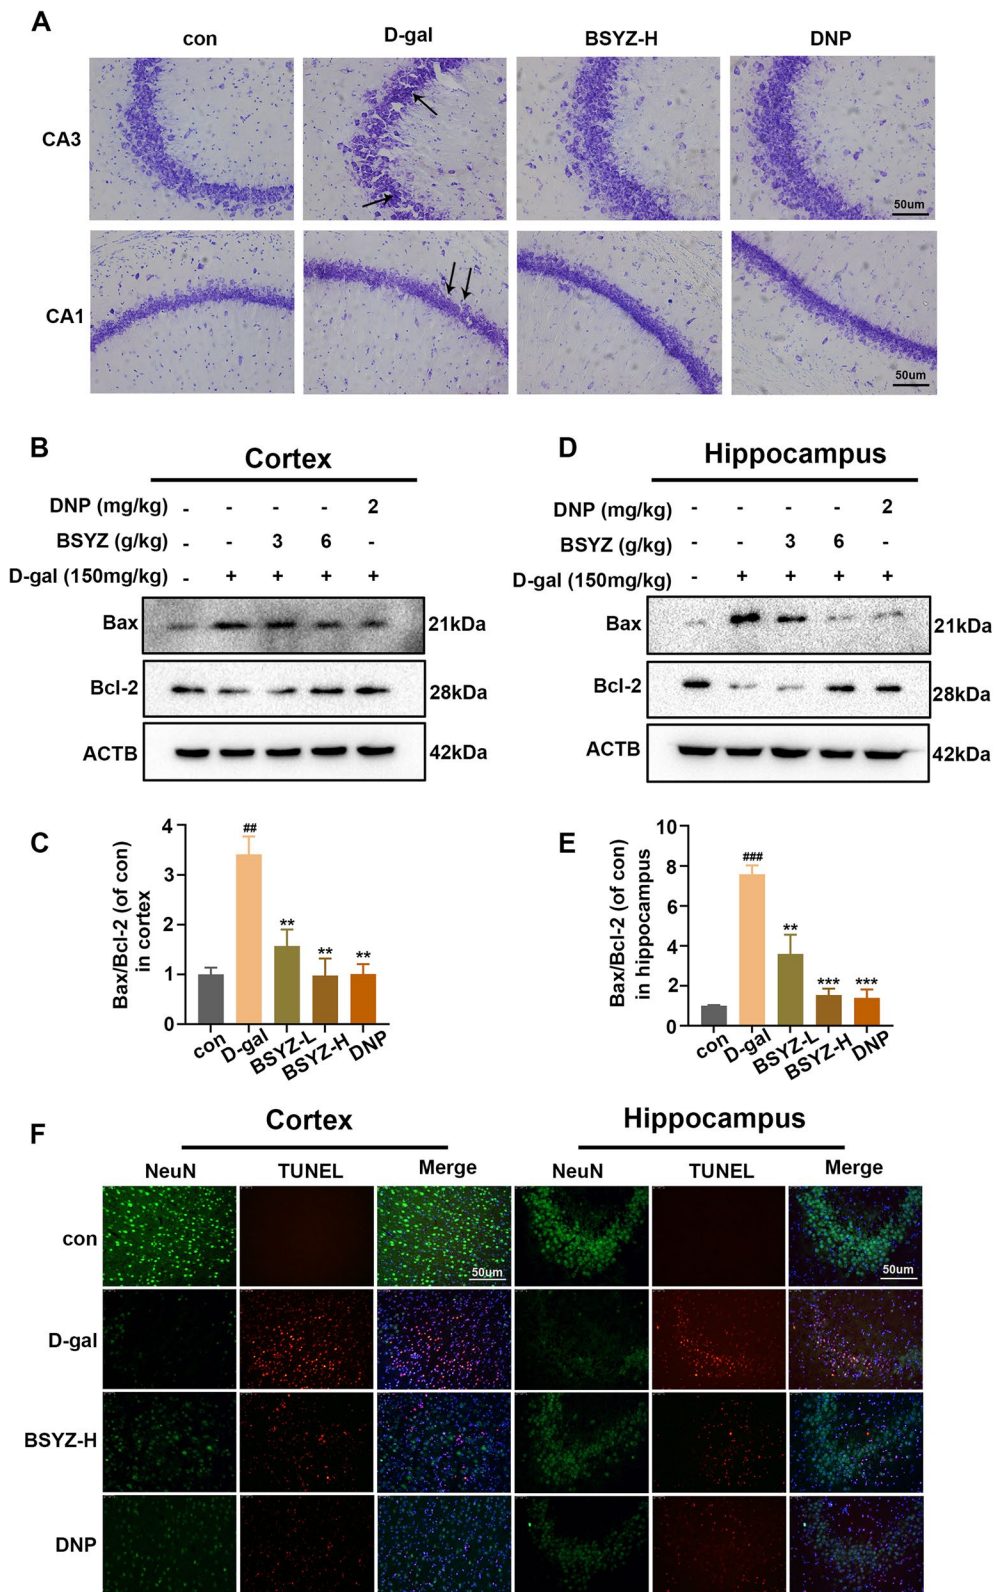 A
con D-gal BSYZ-H DNP
CA3
50um
CA1
50um
B
Cortex
DNP (mg/kg) - - - - 2
BSYZ (g/kg) - - 3 6 -
D-gal (150mg/kg) - + + + +
Bax 21kDa
Bcl-2 28kDa
ACTB 42kDa
D
Hippocampus
DNP (mg/kg) - - - - 2
BSYZ (g/kg) - - 3 6 -
D-gal (150mg/kg) - + + + +
Bax 21kDa
Bcl-2 28kDa
ACTB 42kDa
C
Bax/Bcl-2 (of con)
in cortex
4
3
2
1
0
## ** ** **
con D-gal BSYZ-L BSYZ-H DNP
E
Bax/Bcl-2 (of con)
in hippocampus
10
8
6
4
2
0
### ** *** ***
con D-gal BSYZ-L BSYZ-H DNP
F
Cortex Hippocampus
NeuN TUNEL Merge NeuN TUNEL Merge
con
50um 50um
D-gal
BSYZ-H
DNP